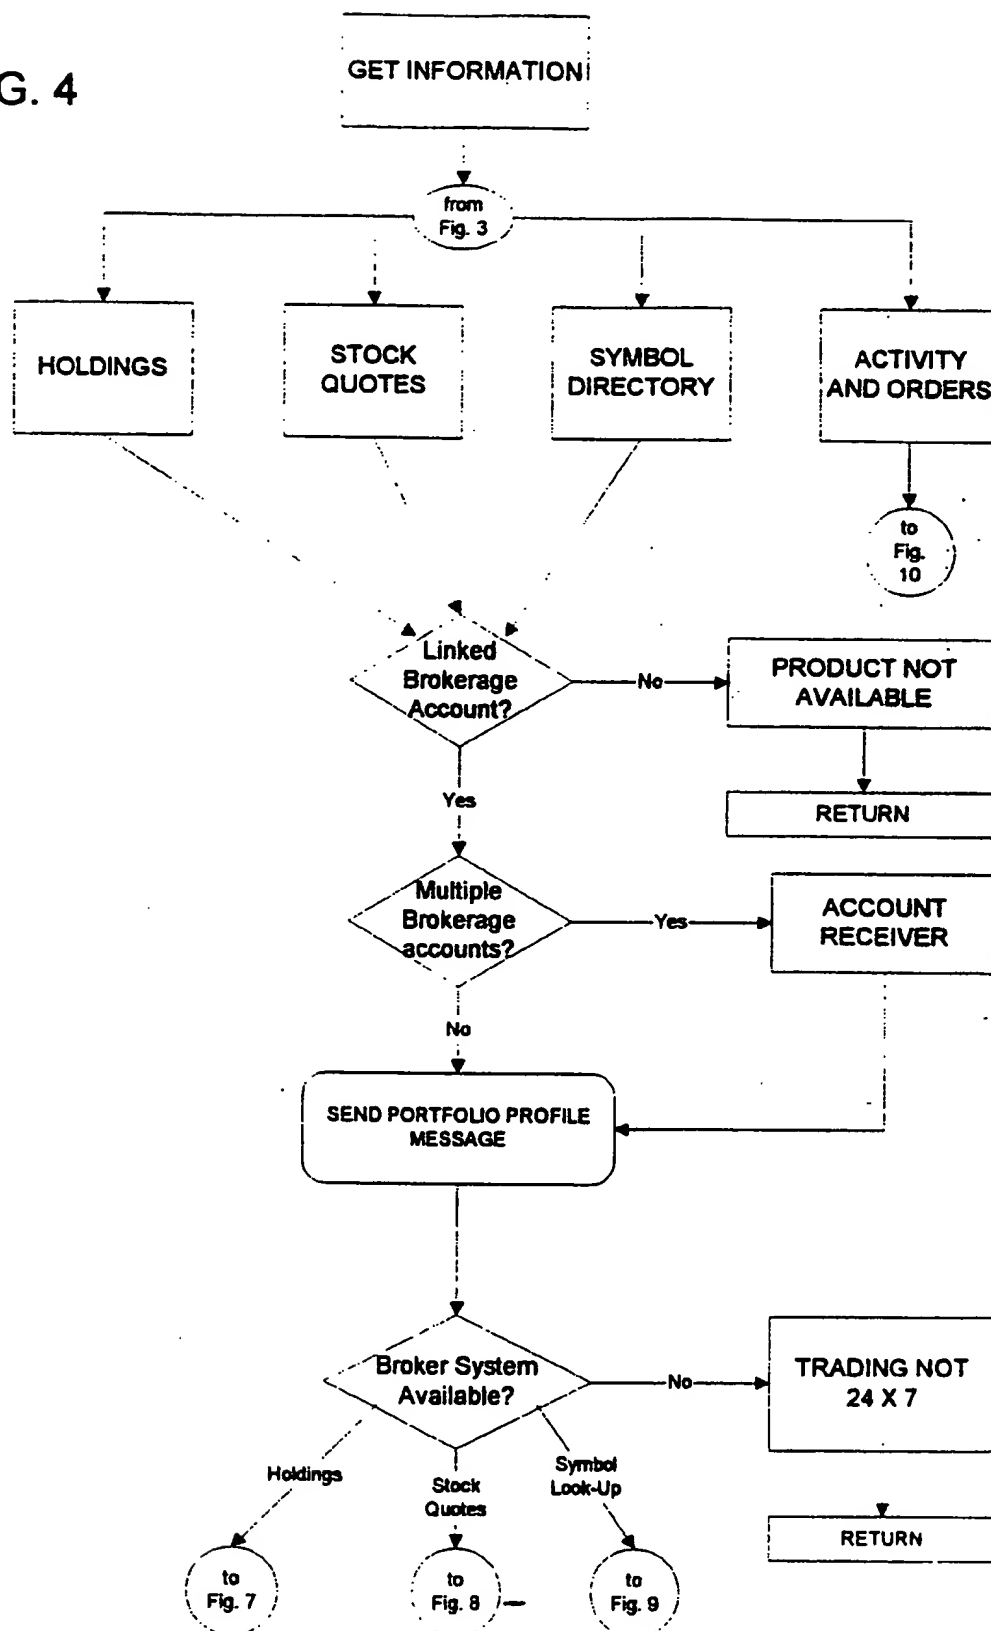 G. 4
GET INFORMATION
from
Fig. 3
HOLDINGS
STOCK
QUOTES
SYMBOL
DIRECTORY
ACTIVITY
AND ORDERS
to
Fig.
10
Linked
Brokerage
Account?
No
PRODUCT NOT
AVAILABLE
RETURN
Yes
Multiple
Brokerage
accounts?
Yes
ACCOUNT
RECEIVER
No
SEND PORTFOLIO PROFILE
MESSAGE
Broker System
Available?
No
TRADING NOT
24 X 7
RETURN
Holdings
Stock
Quotes
Symbol
Look-Up
to
Fig. 7
to
Fig. 8
to
Fig. 9